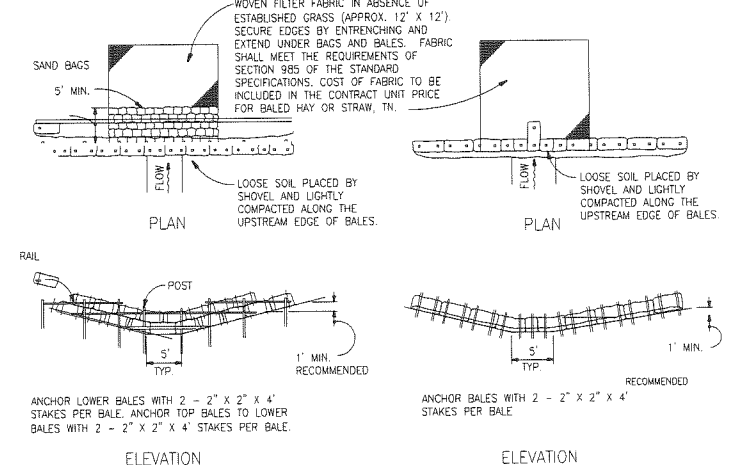 WOVEN FILTER FABRIC IN ABSENCE OF
ESTABLISHED GRASS (APPROX. 12' X 12').
SECURE EDGES BY ENTRENCHING AND
EXTEND UNDER BAGS AND BALES. FABRIC
SHALL MEET THE REQUIREMENTS OF
SECTION 985 OF THE STANDARD
SPECIFICATIONS. COST OF FABRIC TO BE
INCLUDED IN THE CONTRACT UNIT PRICE
FOR BALED HAY OR STRAW, TN.
SAND BAGS
5' MIN.
FLOW
LOOSE SOIL PLACED BY
SHOVEL AND LIGHTLY
COMPACTED ALONG THE
UPSTREAM EDGE OF BALES.
PLAN
FLOW
LOOSE SOIL PLACED BY
SHOVEL AND LIGHTLY
COMPACTED ALONG THE
UPSTREAM EDGE OF BALES.
PLAN
RAIL
POST
5'
TYP.
1' MIN.
RECOMMENDED
ANCHOR LOWER BALES WITH 2 - 2" X 2" X 4'
STAKES PER BALE. ANCHOR TOP BALES TO LOWER
BALES WITH 2 - 2" X 2" X 4' STAKES PER BALE.
ELEVATION
5'
TYP.
1' MIN.
RECOMMENDED
ANCHOR BALES WITH 2 - 2" X 2" X 4'
STAKES PER BALE
ELEVATION